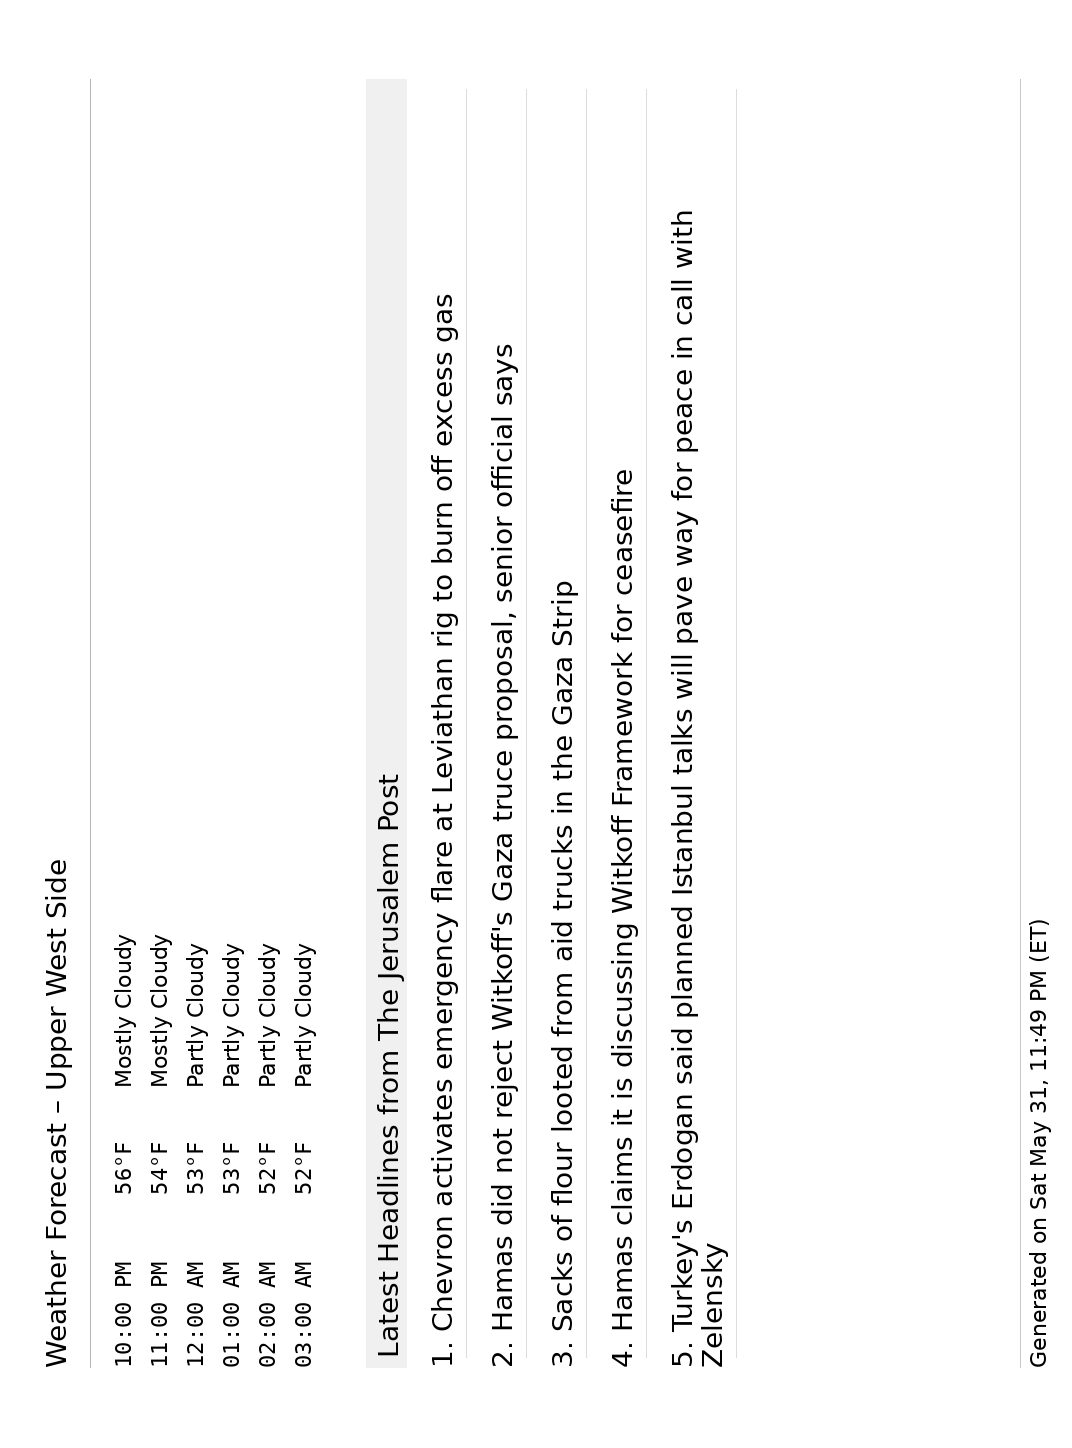 Weather Forecast – Upper West Side
10:00 PM 56°F Mostly Cloudy
11:00 PM 54°F Mostly Cloudy
12:00 AM 53°F Partly Cloudy
01:00 AM 53°F Partly Cloudy
02:00 AM 52°F Partly Cloudy
03:00 AM 52°F Partly Cloudy
Latest Headlines from The Jerusalem Post
1. Chevron activates emergency flare at Leviathan rig to burn off excess gas
2. Hamas did not reject Witkoff's Gaza truce proposal, senior official says
3. Sacks of flour looted from aid trucks in the Gaza Strip
4. Hamas claims it is discussing Witkoff Framework for ceasefire
5. Turkey's Erdogan said planned Istanbul talks will pave way for peace in call with
Zelensky
Generated on Sat May 31, 11:49 PM (ET)